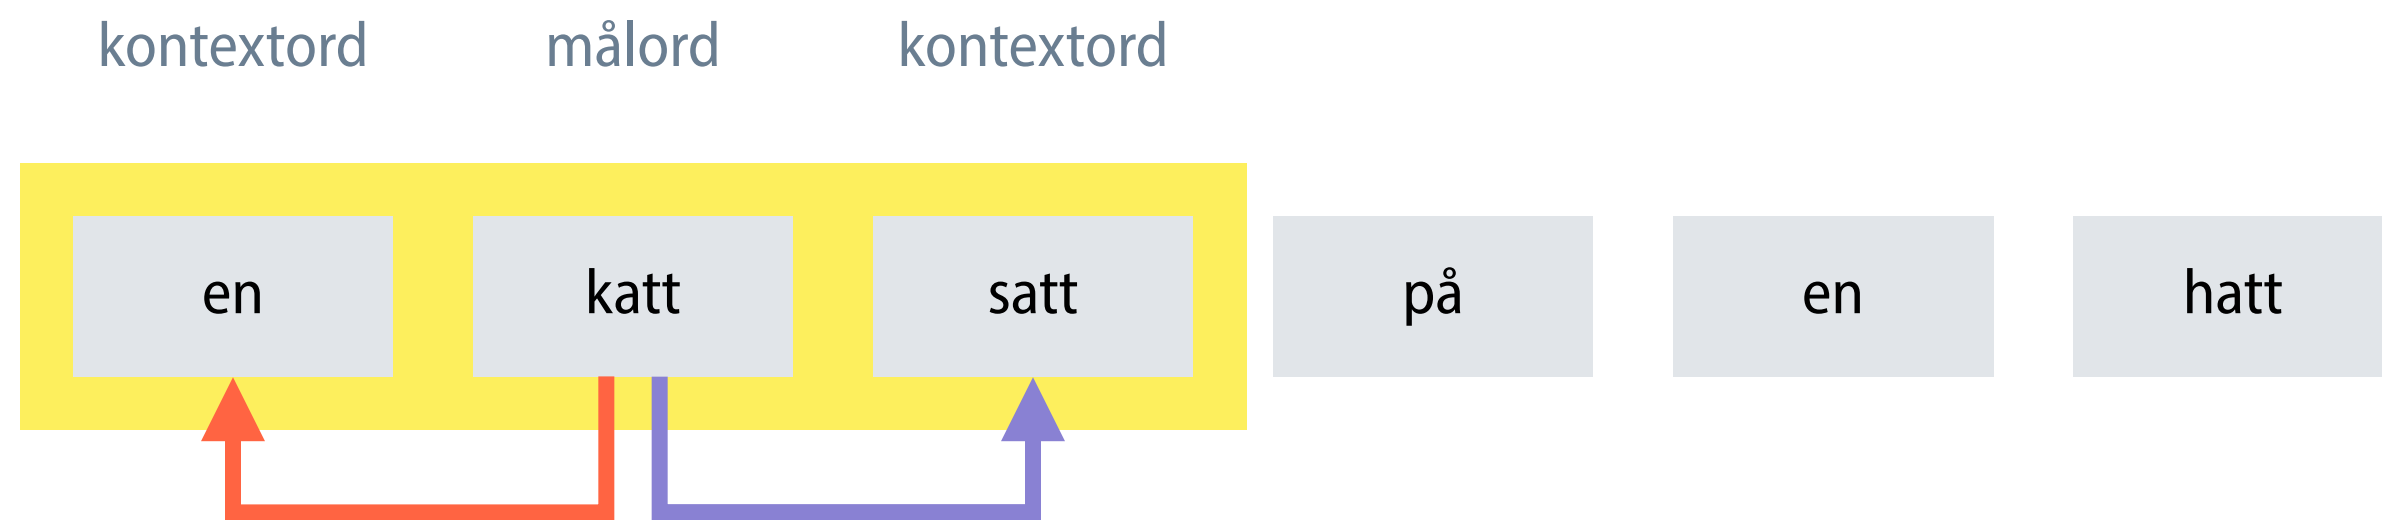 kontextord målord kontextord
en katt satt på en hatt